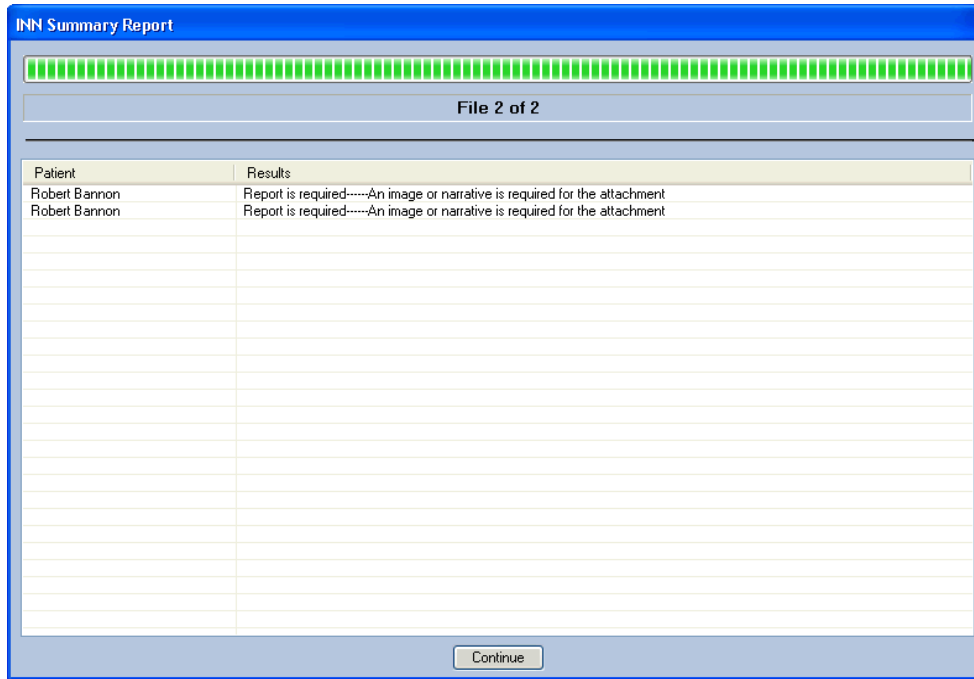 INN Summary Report
File 2 of 2
Patient Results
Robert Bannon Report is required------An image or narrative is required for the attachment
Robert Bannon Report is required------An image or narrative is required for the attachment
Continue